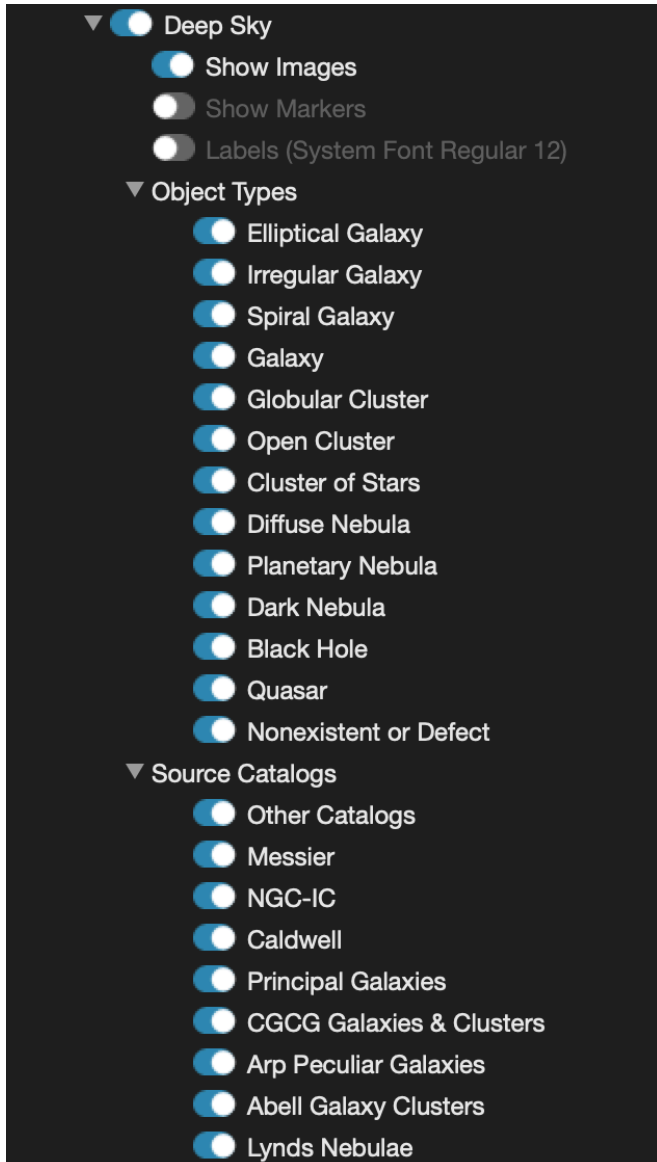 Deep Sky
Show Images
Show Markers
Labels (System Font Regular 12)
Object Types
Elliptical Galaxy
Irregular Galaxy
Spiral Galaxy
Galaxy
Globular Cluster
Open Cluster
Cluster of Stars
Diffuse Nebula
Planetary Nebula
Dark Nebula
Black Hole
Quasar
Nonexistent or Defect
Source Catalogs
Other Catalogs
Messier
NGC-IC
Caldwell
Principal Galaxies
CGCG Galaxies & Clusters
Arp Peculiar Galaxies
Abell Galaxy Clusters
Lynds Nebulae